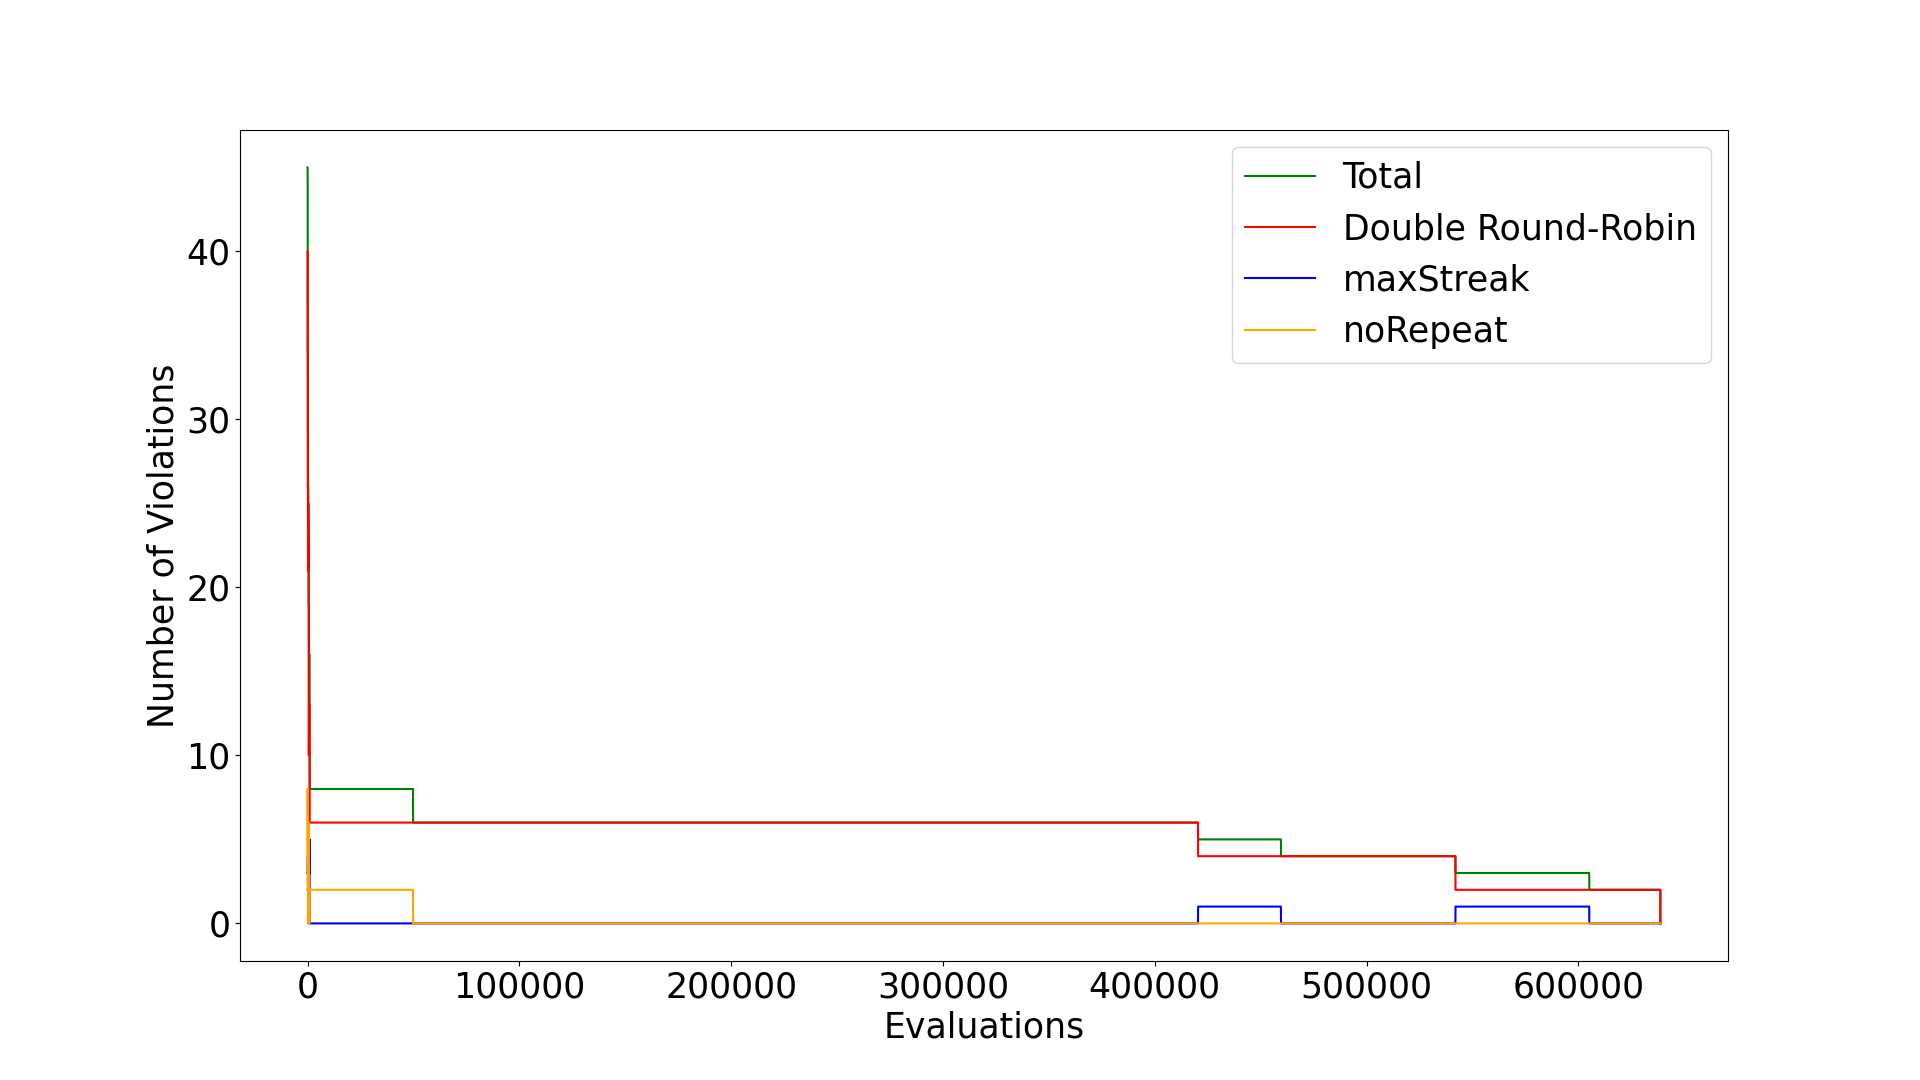 Total
Double Round-Robin
maxStreak
noRepeat
Number of Violations
40
30
20
10
0
0 100000 200000 300000 400000 500000 600000
Evaluations